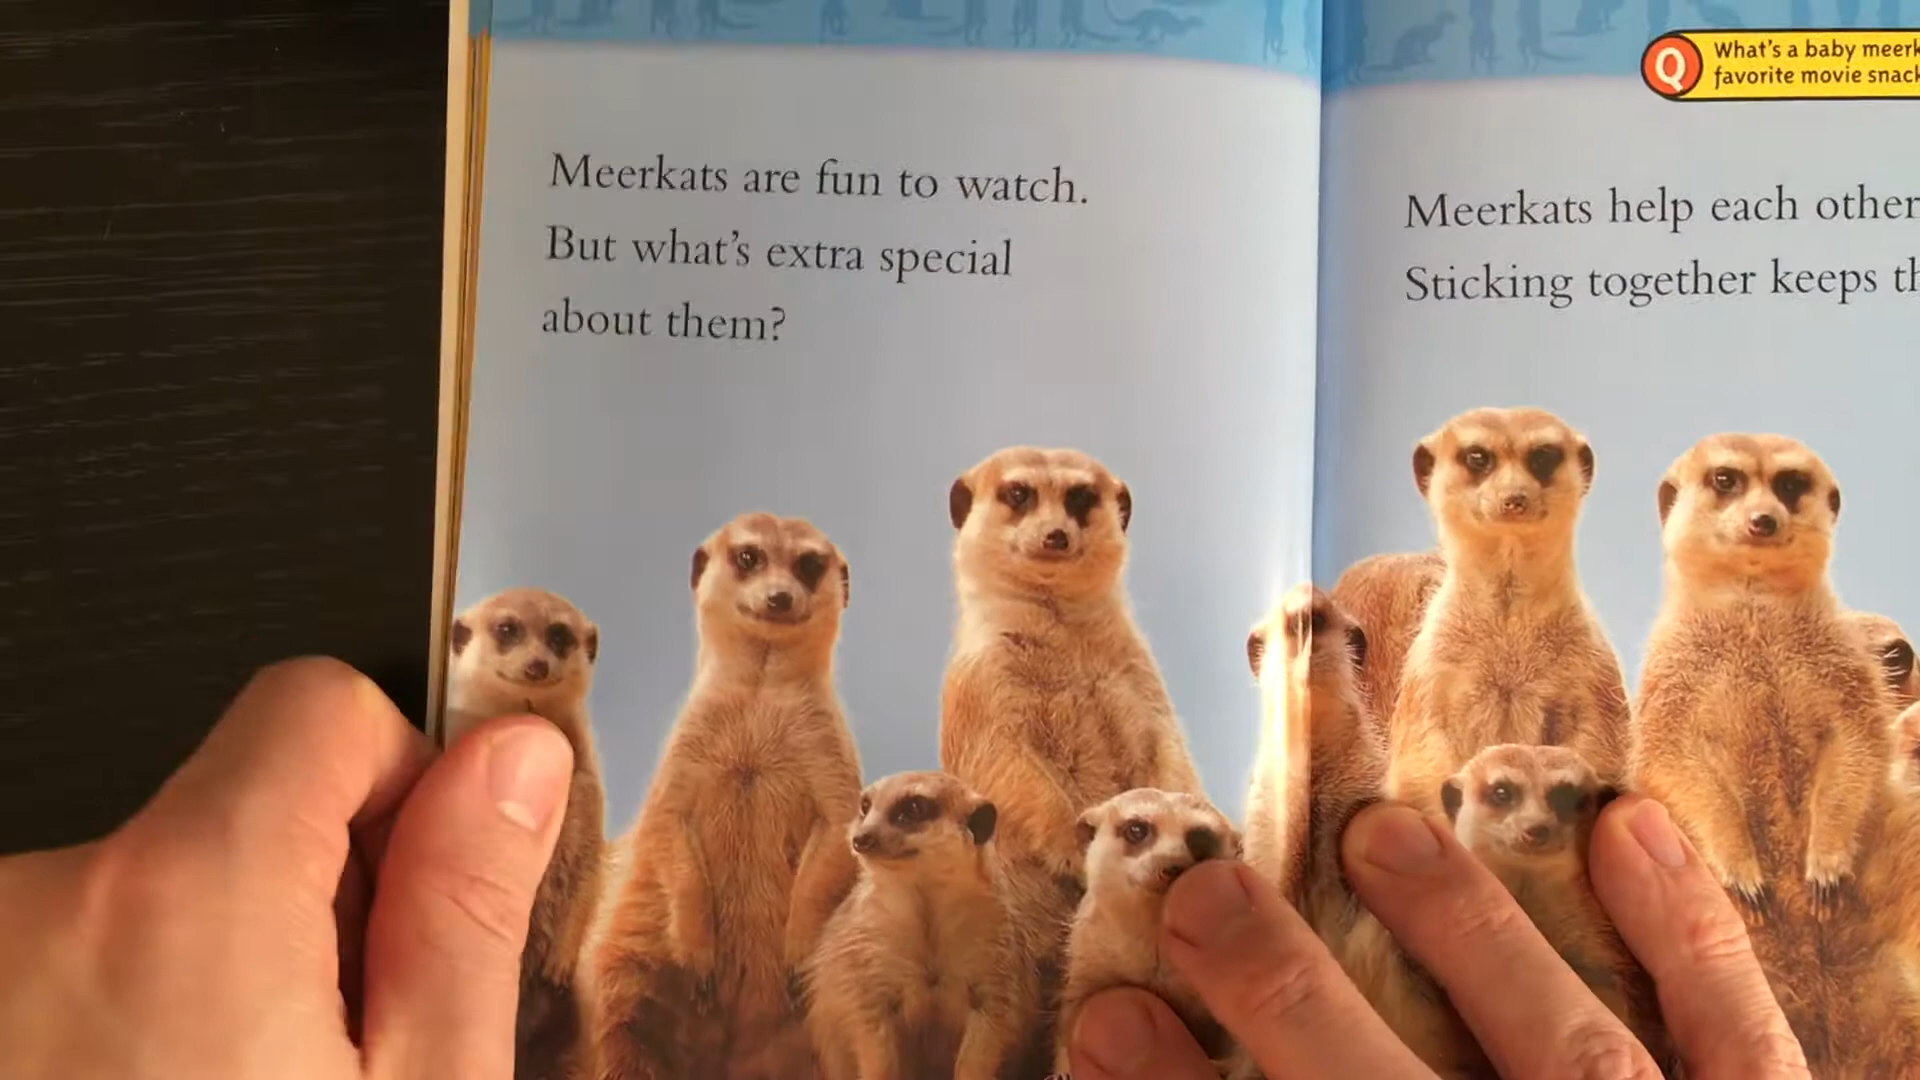 Meerkats are fun to watch.
But what's extra special
about them?
Q
What's a baby
favorite movie
Meerkats help each other
Sticking together keeps